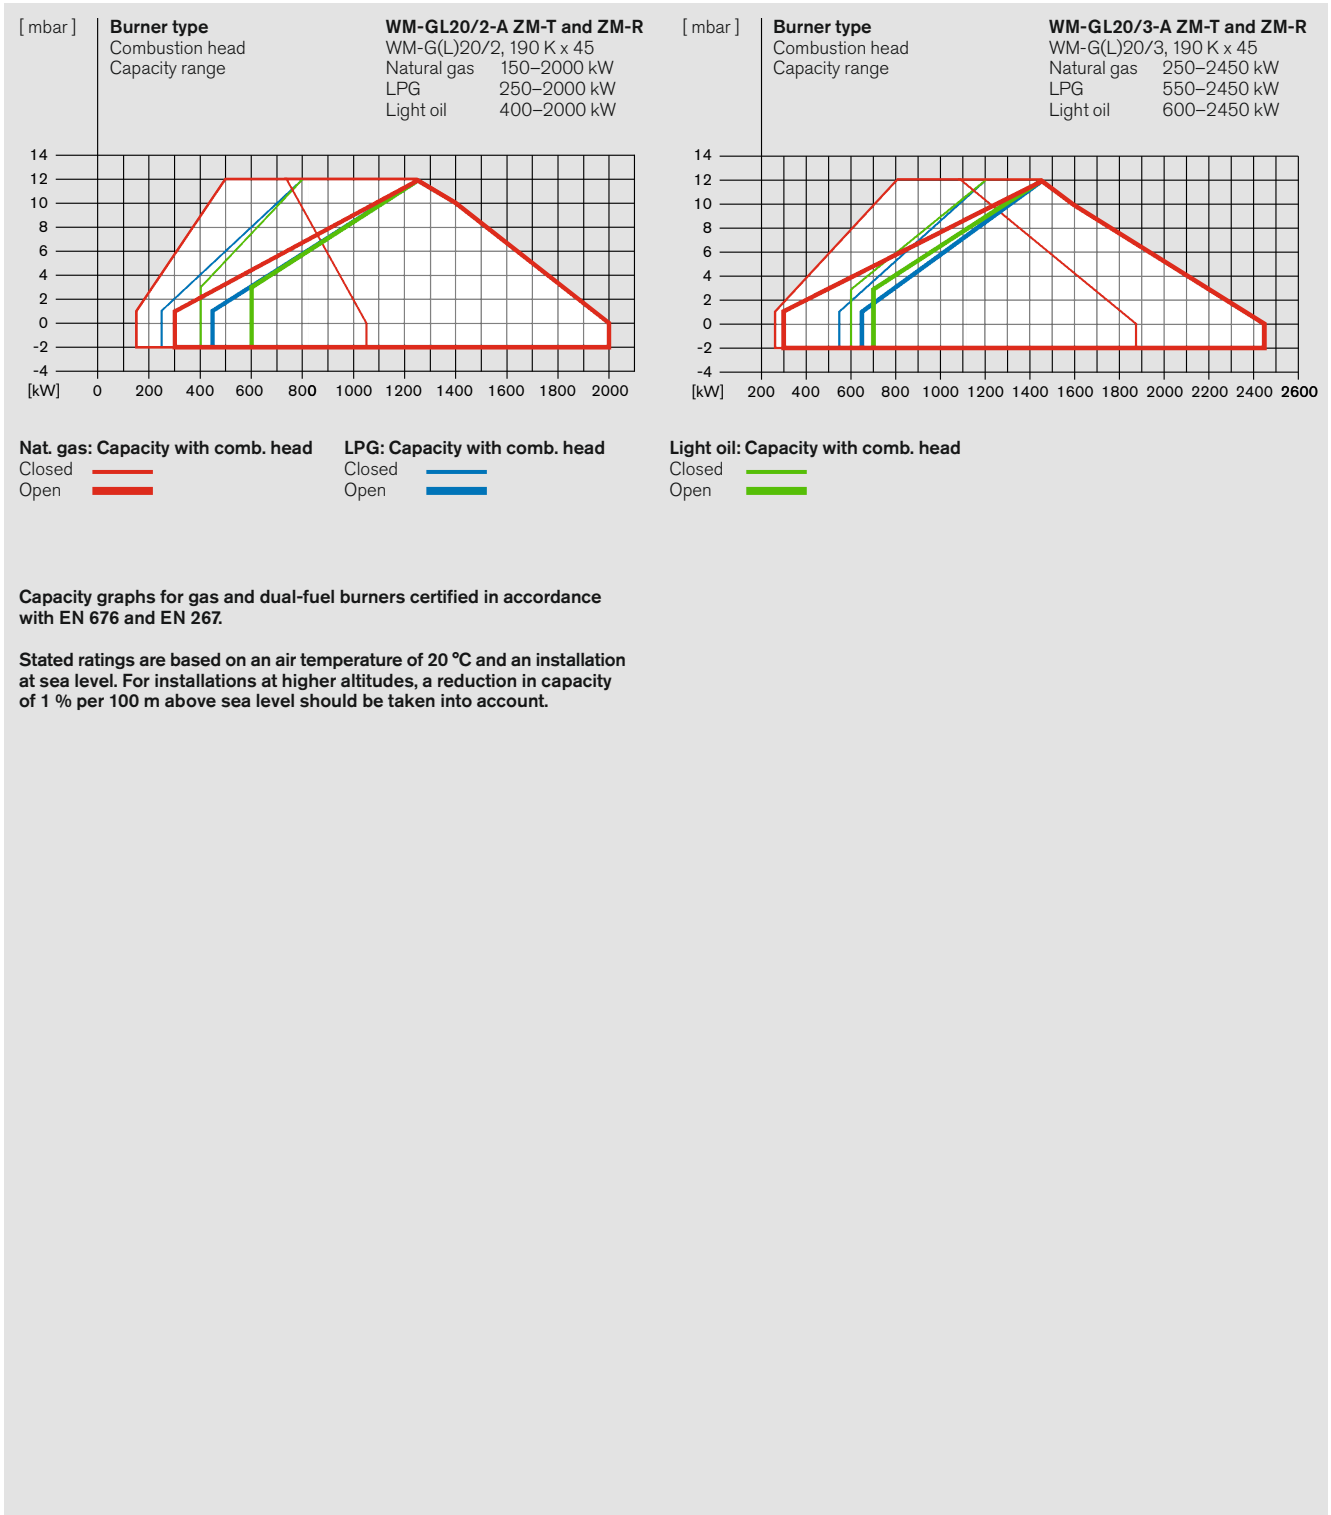 [ mbar ]
Burner type WM-GL20/2-A ZM-T and ZM-R
Combustion head WM-G(L)20/2, 190 K x 45
Capacity range Natural gas 150–2000 kW
LPG 250–2000 kW
Light oil 400–2000 kW
14
12
10
8
6
4
2
0
-2
-4
[kW] 0 200 400 600 800 1000 1200 1400 1600 1800 2000
[ mbar ]
Burner type WM-GL20/3-A ZM-T and ZM-R
Combustion head WM-G(L)20/3, 190 K x 45
Capacity range Natural gas 250–2450 kW
LPG 550–2450 kW
Light oil 600–2450 kW
14
12
10
8
6
4
2
0
-2
-4
[kW] 200 400 600 800 1000 1200 1400 1600 1800 2000 2200 2400 2600
Nat. gas: Capacity with comb. head
Closed
Open
LPG: Capacity with comb. head
Closed
Open
Light oil: Capacity with comb. head
Closed
Open
Capacity graphs for gas and dual-fuel burners certified in accordance
with EN 676 and EN 267.
Stated ratings are based on an air temperature of 20 °C and an installation
at sea level. For installations at higher altitudes, a reduction in capacity
of 1 % per 100 m above sea level should be taken into account.